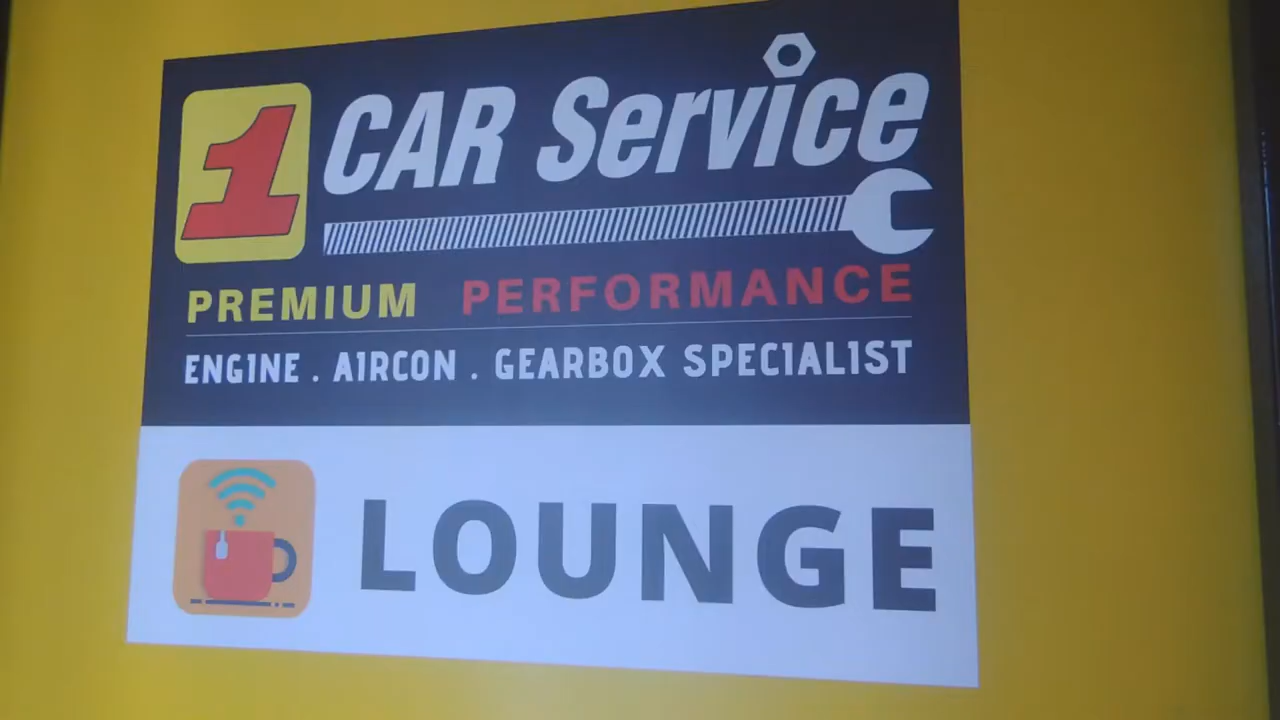 1 CAR Service
PREMIUM PERFORMANCE
ENGINE . AIRCON . GEARBOX SPECIALIST
LOUNGE